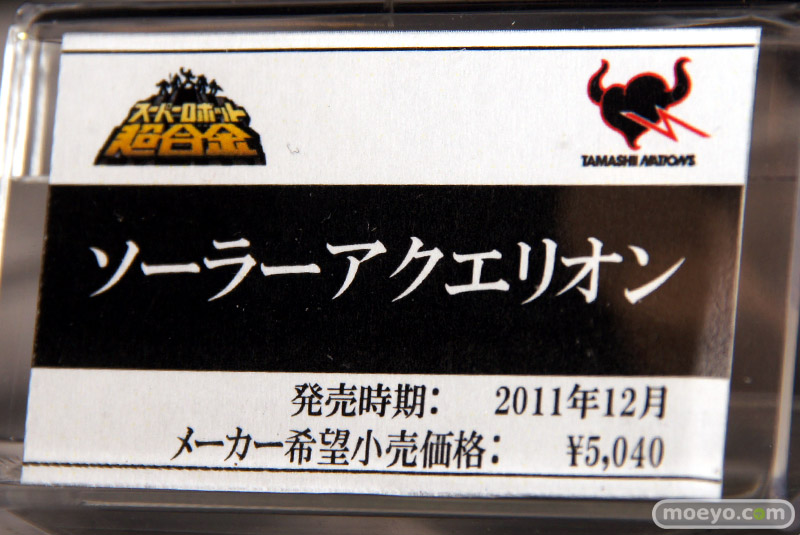 スーパーロボット
超合金
TAMASHII NATIONS
ソーラーアクエリオン
発売時期： 2011年12月
メーカー希望小売価格： ¥5,040
moeyo.com